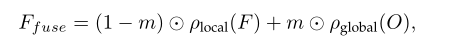 F_{fuse} = (1 − m) ⊙ ρ_{local}(F) + m ⊙ ρ_{global}(O),